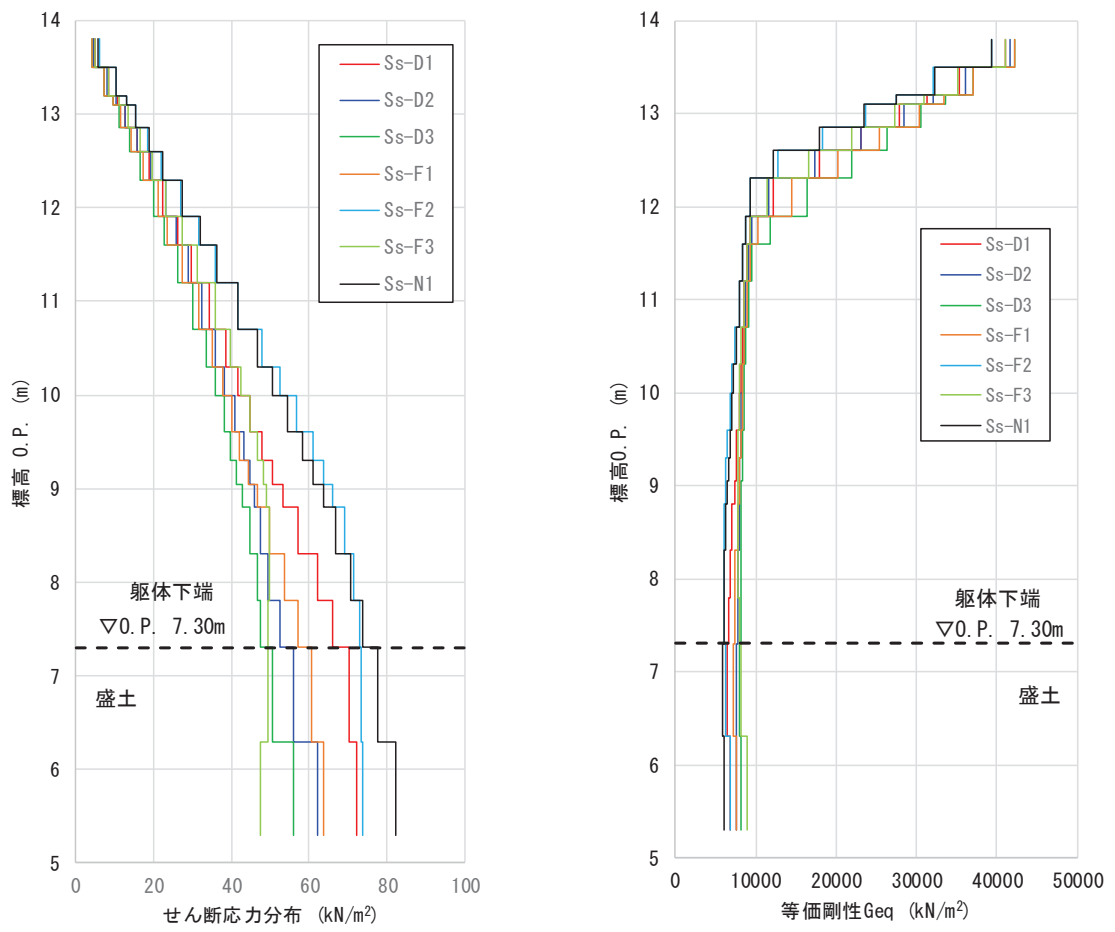 14
13
12
11
10
9
8
7
6
5
標高 O.P. (m)
Ss-D1
Ss-D2
Ss-D3
Ss-F1
Ss-F2
Ss-F3
Ss-N1
躯体下端
▽O.P. 7.30m
盛土
0 20 40 60 80 100
せん断応力分布 (kN/m²)
14
13
12
11
10
9
8
7
6
5
標高O.P. (m)
Ss-D1
Ss-D2
Ss-D3
Ss-F1
Ss-F2
Ss-F3
Ss-N1
躯体下端
▽O.P. 7.30m
盛土
0 10000 20000 30000 40000 50000
等価剛性Geq (kN/m²)